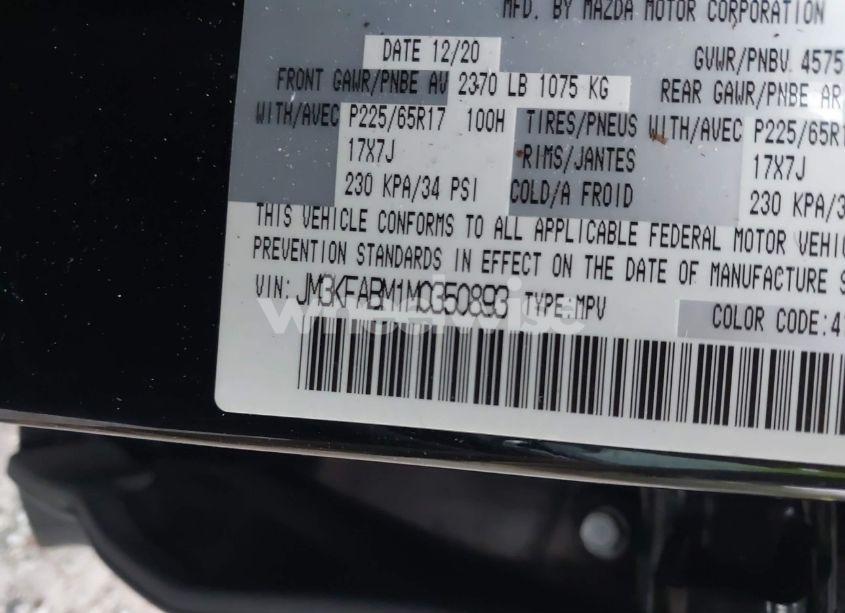 MFD. BY MAZDA MOTOR CORPORATION
DATE 12/20 GVWR/PNBV 4575
FRONT GAWR/PNBE AV 2370 LB 1075 KG REAR GAWR/PNBE AR
WITH/AVEC P225/65R17 100H TIRES/PNEUS WITH/AVEC P225/65R1
17X7J RIMS/JANTES 17X7J
230 KPA/34 PSI COLD/A FROID 230 KPA/3
THIS VEHICLE CONFORMS TO ALL APPLICABLE FEDERAL MOTOR VEHIC
PREVENTION STANDARDS IN EFFECT ON THE DATE OF MANUFACTURE S
VIN: JM3KFABM1M0350893 TYPE:MPV COLOR CODE:41
wheelwise